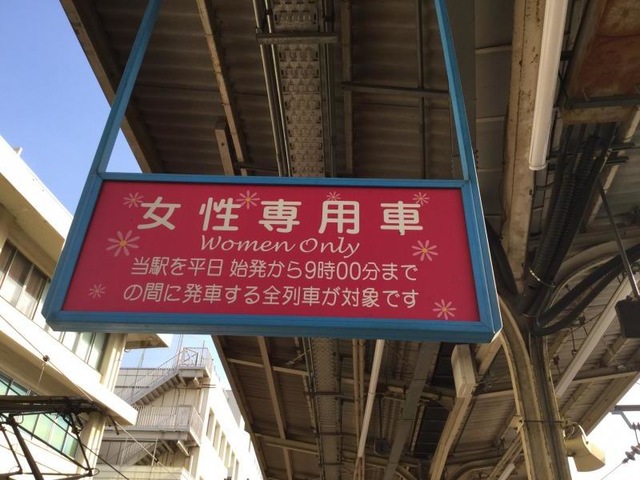 女性専用車
Women Only
当駅を平日 始発から9時00分まで
の間に発車する全列車が対象です